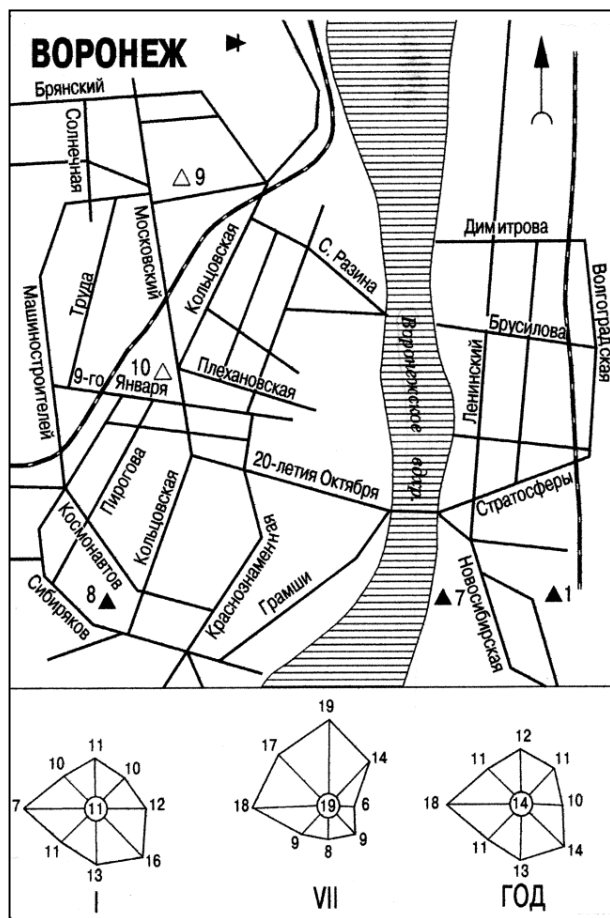 ВОРОНЕЖ
Брянский
Солнечная
9
Московский
Кольцовская
С. Разина
Димитрова
Волгоградская
Труда
Машиностроителей
Брусилова
Воронежское вдхр.
Ленинский
10
9-го Января
Плехановская
20-летия Октября
Стратосферы
Пирогова
Кольцовская
Космонавтов
Краснознаменная
8
Сибиряков
Грамши
7
Новосибирская
1
11
10
10
7
11
12
11
16
13
I
19
17
14
18
19
6
9
8
9
VII
12
11
11
18
14
10
11
14
13
ГОД